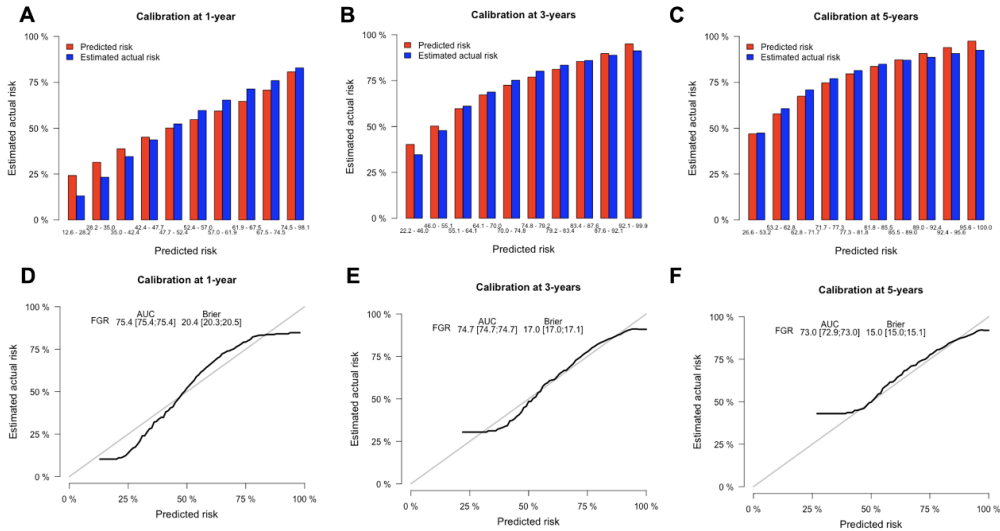 A
Calibration at 1-year
100 %
75 %
50 %
25 %
0 %
Estimated actual risk
Predicted risk
Estimated actual risk
12.6 - 28.2
28.2 - 35.0
35.0 - 42.4
42.4 - 47.7
47.7 - 52.4
52.4 - 57.0
57.0 - 61.9
61.9 - 67.5
67.5 - 74.5
74.5 - 98.1
Predicted risk
B
Calibration at 3-years
100 %
75 %
50 %
25 %
0 %
Estimated actual risk
Predicted risk
Estimated actual risk
22.2 - 46.0
46.0 - 55.1
55.1 - 64.1
64.1 - 70.0
70.0 - 74.8
74.8 - 79.2
79.2 - 83.4
83.4 - 87.6
87.6 - 92.1
92.1 - 99.9
Predicted risk
C
Calibration at 5-years
100 %
75 %
50 %
25 %
0 %
Estimated actual risk
Predicted risk
Estimated actual risk
26.6 - 53.2
53.2 - 62.8
62.8 - 71.7
71.7 - 77.3
77.3 - 81.8
81.8 - 85.5
85.5 - 89.0
89.0 - 92.4
92.4 - 95.6
95.6 - 100.0
Predicted risk
D
Calibration at 1-year
100 %
75 %
50 %
25 %
0 %
Estimated actual risk
AUC Brier
FGR 75.4 [75.4;75.4] 20.4 [20.3;20.5]
0 % 25 % 50 % 75 % 100 %
Predicted risk
E
Calibration at 3-years
100 %
75 %
50 %
25 %
0 %
Estimated actual risk
AUC Brier
FGR 74.7 [74.7;74.7] 17.0 [17.0;17.1]
0 % 25 % 50 % 75 % 100 %
Predicted risk
F
Calibration at 5-years
100 %
75 %
50 %
25 %
0 %
Estimated actual risk
AUC Brier
FGR 73.0 [72.9;73.0] 15.0 [15.0;15.1]
0 % 25 % 50 % 75 % 100 %
Predicted risk